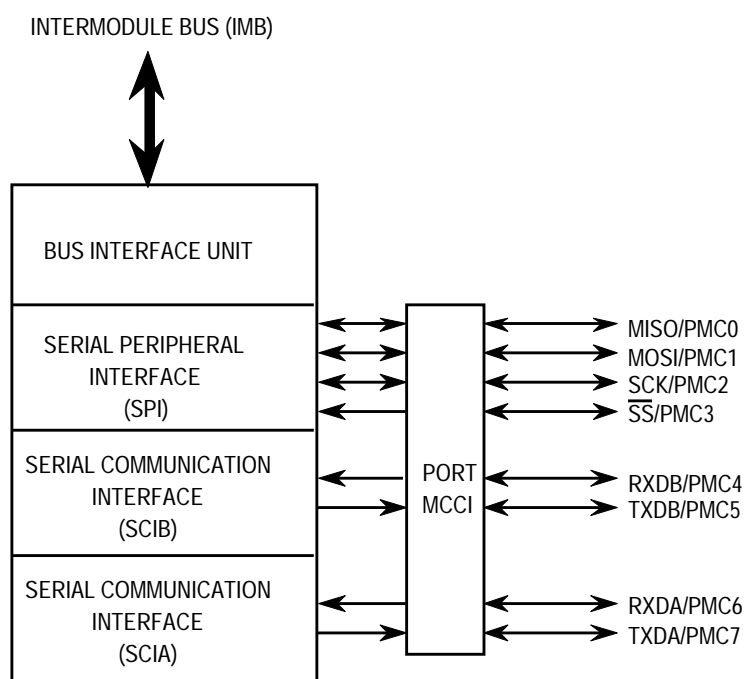 INTERMODULE BUS (IMB)
BUS INTERFACE UNIT
SERIAL PERIPHERAL
INTERFACE
(SPI)
SERIAL COMMUNICATION
INTERFACE
(SCIB)
SERIAL COMMUNICATION
INTERFACE
(SCIA)
PORT
MCCI
MISO/PMC0
MOSI/PMC1
SCK/PMC2
S̅S̅/PMC3
RXDB/PMC4
TXDB/PMC5
RXDA/PMC6
TXDA/PMC7